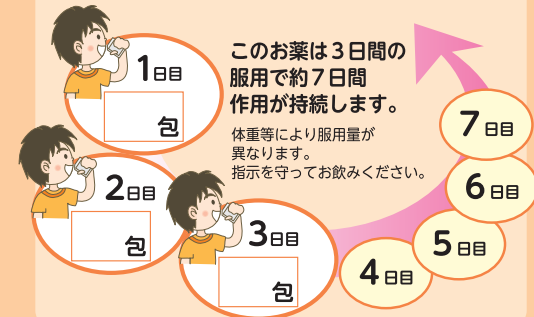 1日目
包
このお薬は3日間の
服用で約7日間
作用が持続します。
体重等により服用量が
異なります。
指示を守ってお飲みください。
2日目
包
3日目
包
4日目
5日目
6日目
7日目